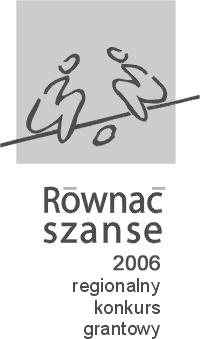 Równać
szanse
2006
regionalny
konkurs
grantowy